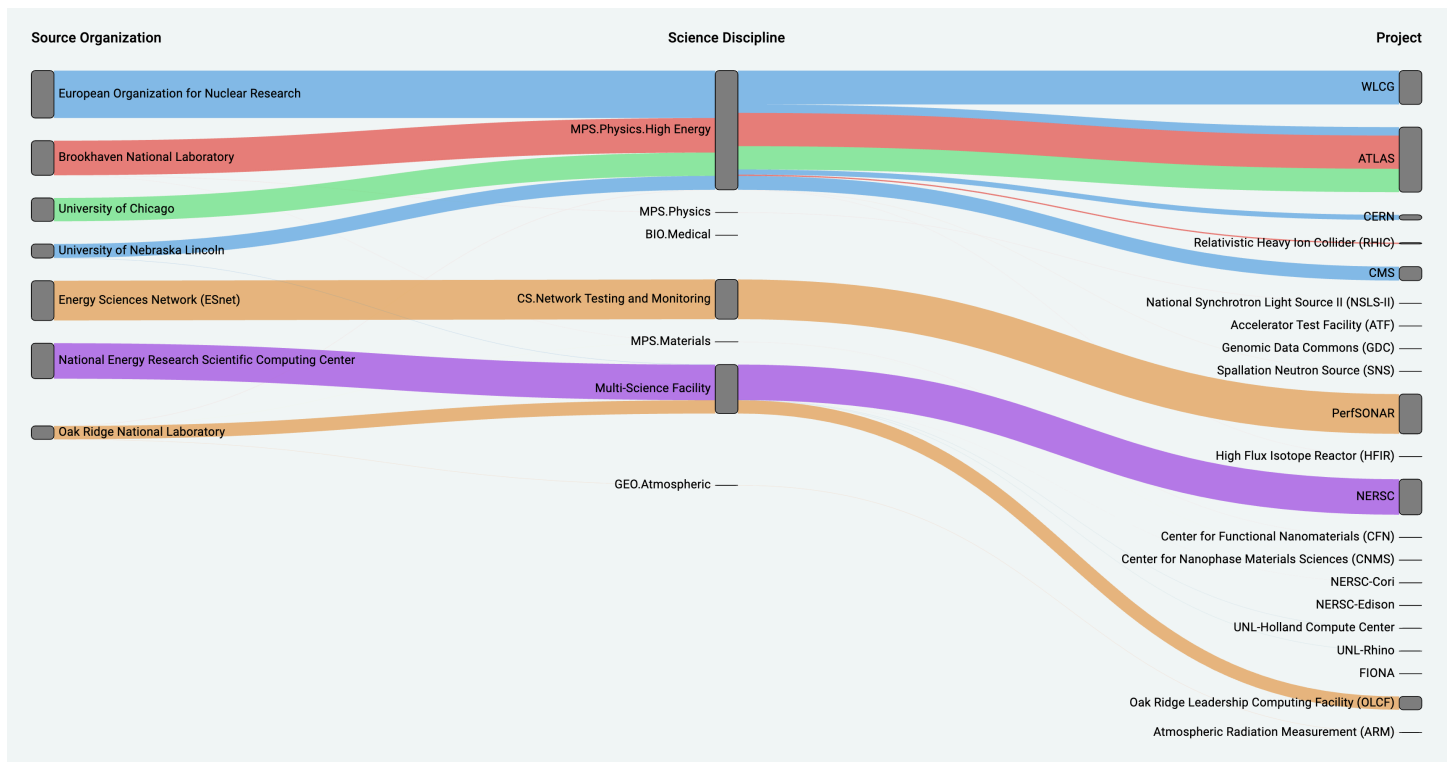 Source Organization
Science Discipline
Project
European Organization for Nuclear Research
Brookhaven National Laboratory
University of Chicago
University of Nebraska Lincoln
Energy Sciences Network (ESnet)
National Energy Research Scientific Computing Center
Oak Ridge National Laboratory
MPS.Physics.High Energy
MPS.Physics
BIO.Medical
CS.Network Testing and Monitoring
MPS.Materials
Multi-Science Facility
GEO.Atmospheric
WLCG
ATLAS
CERN
Relativistic Heavy Ion Collider (RHIC)
CMS
National Synchrotron Light Source II (NSLS-II)
Accelerator Test Facility (ATF)
Genomic Data Commons (GDC)
Spallation Neutron Source (SNS)
PerfSONAR
High Flux Isotope Reactor (HFIR)
NERSC
Center for Functional Nanomaterials (CFN)
Center for Nanophase Materials Sciences (CNMS)
NERSC-Cori
NERSC-Edison
UNL-Holland Compute Center
UNL-Rhino
FIONA
Oak Ridge Leadership Computing Facility (OLCF)
Atmospheric Radiation Measurement (ARM)